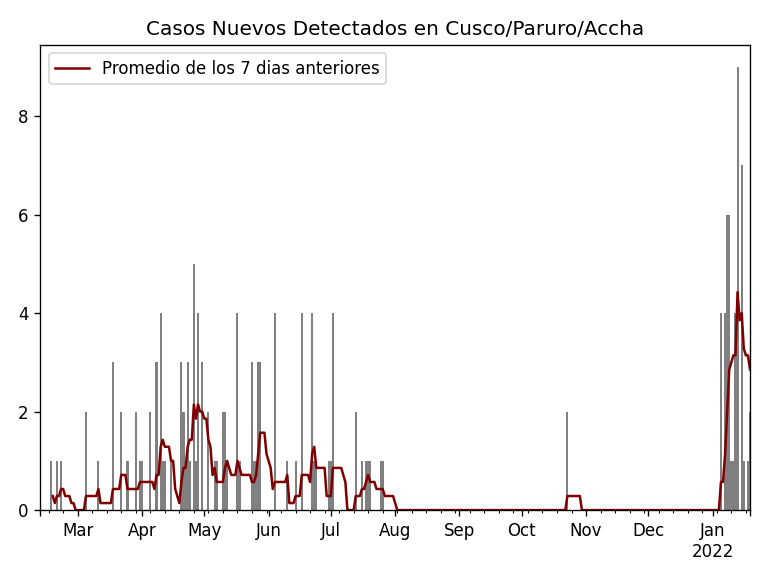 Casos Nuevos Detectados en Cusco/Paruro/Accha
Promedio de los 7 dias anteriores
8
6
4
2
0
Mar Apr May Jun Jul Aug Sep Oct Nov Dec Jan
2022